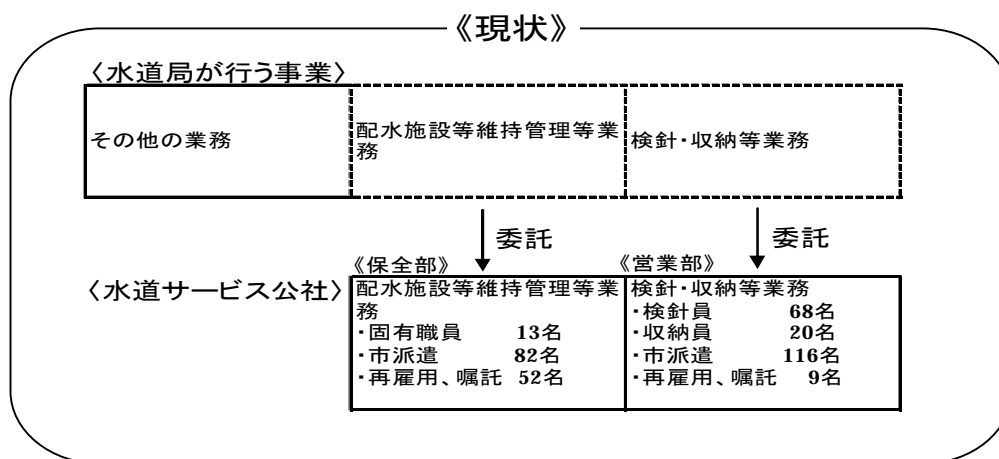 《現状》
〈水道局が行う事業〉
その他の業務
配水施設等維持管理等業
務
検針・収納等業務
委託
委託
《保全部》
《営業部》
〈水道サービス公社〉
配水施設等維持管理等業
務
・固有職員 13名
・市派遣 82名
・再雇用、嘱託 52名
検針・収納等業務
・検針員 68名
・収納員 20名
・市派遣 116名
・再雇用、嘱託 9名